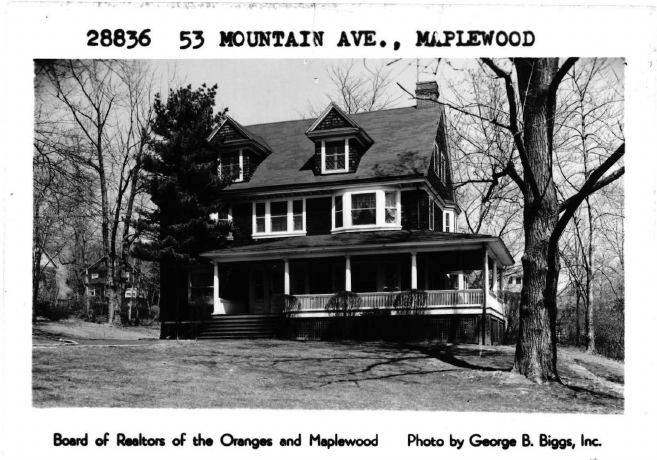 28836 53 MOUNTAIN AVE., MAPLEWOOD
Board of Realtors of the Oranges and Maplewood Photo by George B. Biggs, Inc.